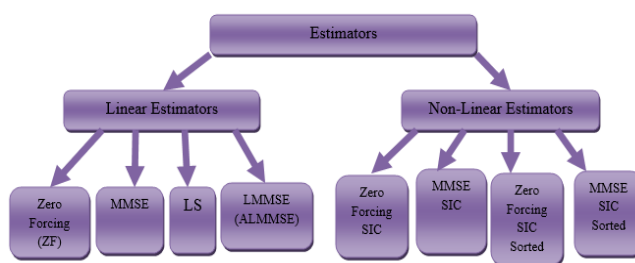 Estimators
Linear Estimators
Non-Linear Estimators
Zero
Forcing
(ZF)
MMSE
LS
LMMSE
(ALMMSE)
Zero
Forcing
SIC
MMSE
SIC
Zero
Forcing
SIC
Sorted
MMSE
SIC
Sorted